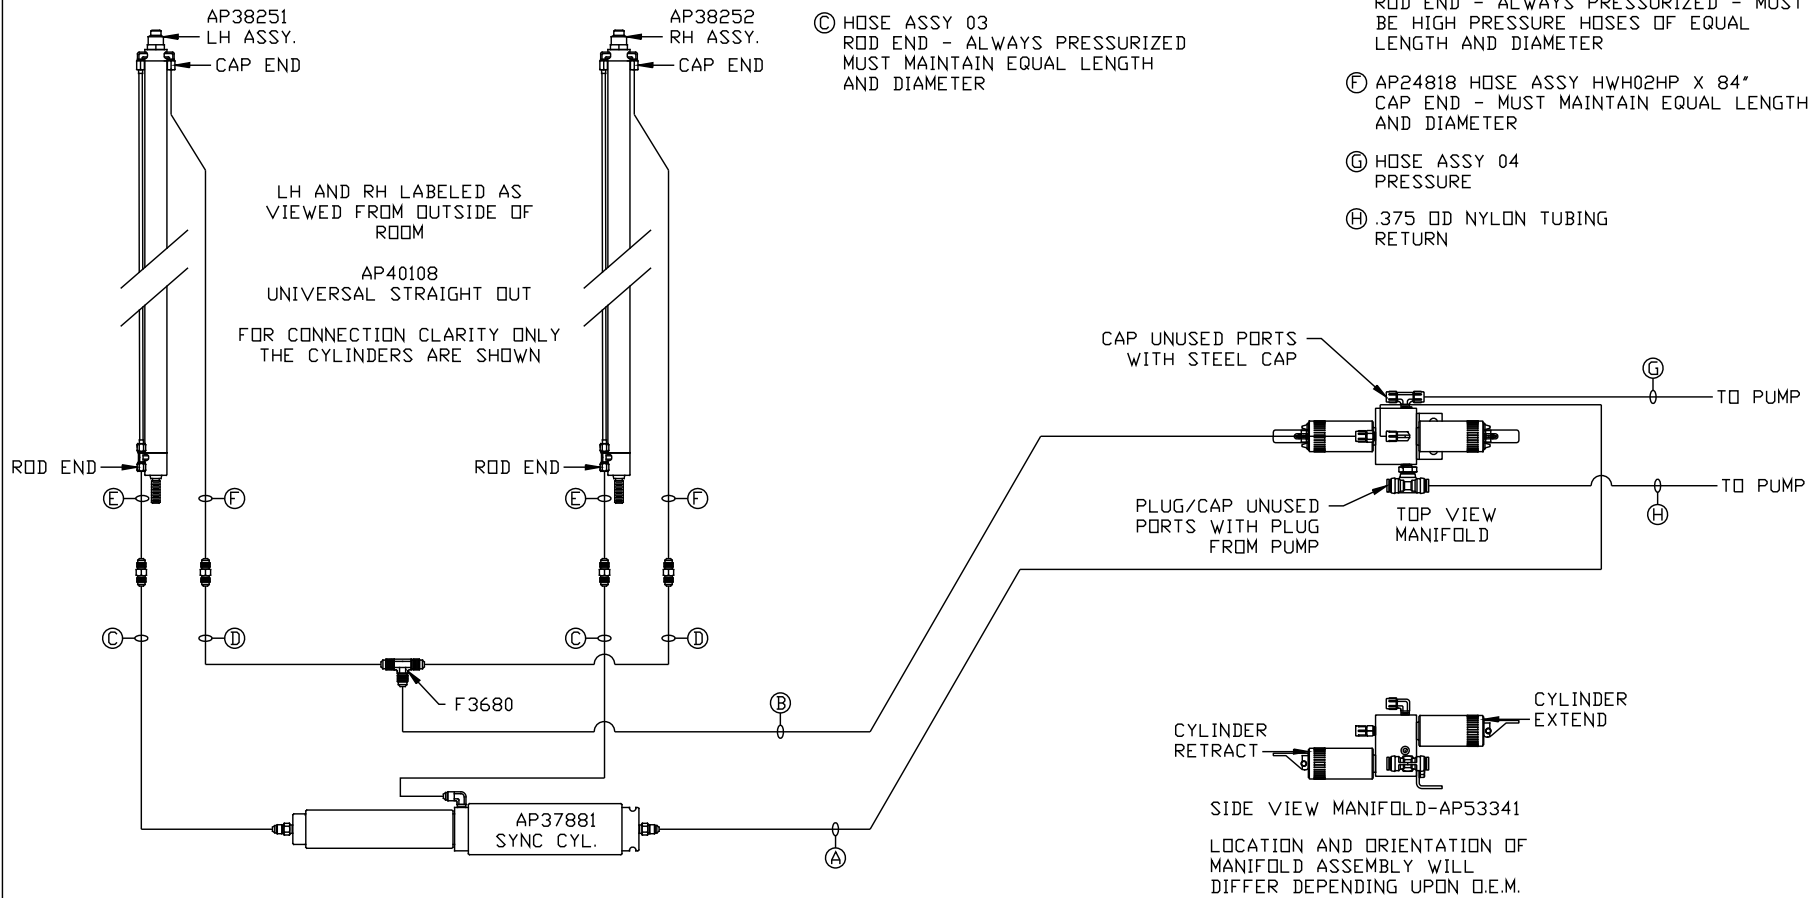 AP38251
LH ASSY.
CAP END
AP38252
RH ASSY.
CAP END
Ⓒ HOSE ASSY 03
ROD END - ALWAYS PRESSURIZED
MUST MAINTAIN EQUAL LENGTH
AND DIAMETER
ROD END - ALWAYS PRESSURIZED - MUST
BE HIGH PRESSURE HOSES OF EQUAL
LENGTH AND DIAMETER
Ⓕ AP24818 HOSE ASSY HWH02HP X 84"
CAP END - MUST MAINTAIN EQUAL LENGTH
AND DIAMETER
Ⓖ HOSE ASSY 04
PRESSURE
Ⓗ .375 OD NYLON TUBING
RETURN
LH AND RH LABELED AS
VIEWED FROM OUTSIDE OF
ROOM
AP40108
UNIVERSAL STRAIGHT OUT
FOR CONNECTION CLARITY ONLY
THE CYLINDERS ARE SHOWN
CAP UNUSED PORTS
WITH STEEL CAP
Ⓖ
TO PUMP
ROD END
ROD END
Ⓔ
Ⓕ
Ⓔ
Ⓕ
TO PUMP
Ⓗ
PLUG/CAP UNUSED
PORTS WITH PLUG
FROM PUMP
TOP VIEW
MANIFOLD
Ⓒ
Ⓓ
Ⓒ
Ⓓ
F3680
Ⓑ
CYLINDER
EXTEND
CYLINDER
RETRACT
AP37881
SYNC CYL.
Ⓐ
SIDE VIEW MANIFOLD-AP53341
LOCATION AND ORIENTATION OF
MANIFOLD ASSEMBLY WILL
DIFFER DEPENDING UPON O.E.M.